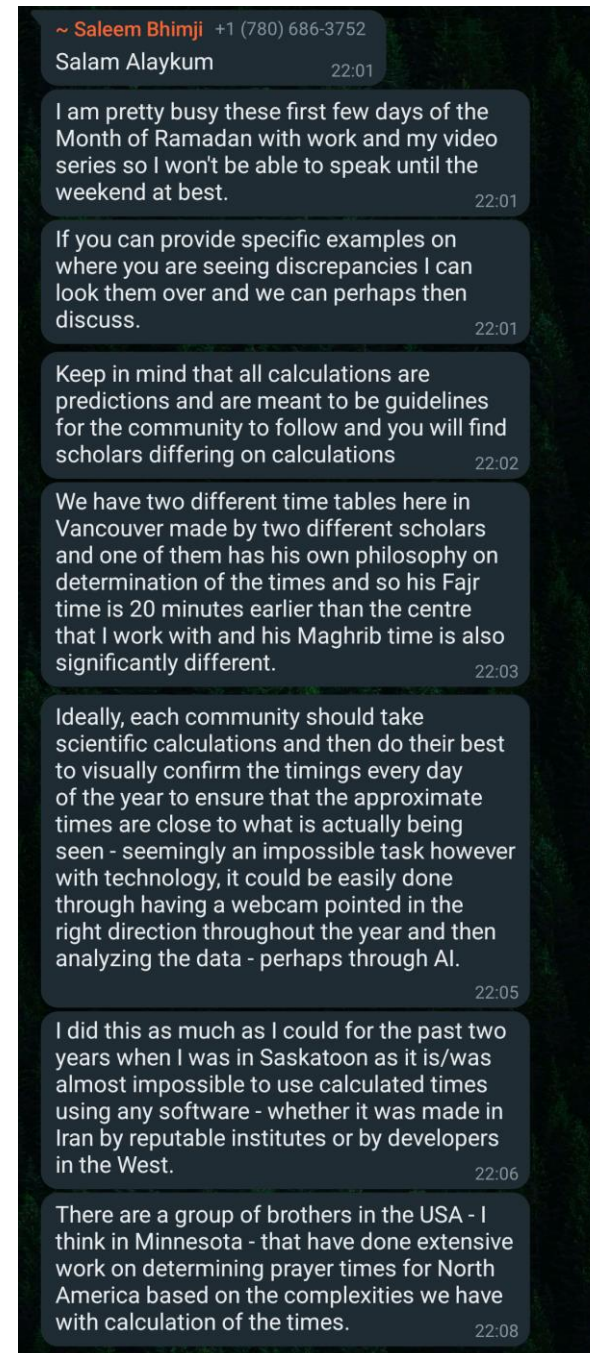 ~ Saleem Bhimji +1 (780) 686-3752
Salam Alaykum
22:01
I am pretty busy these first few days of the
Month of Ramadan with work and my video
series so I won't be able to speak until the
weekend at best.
22:01
If you can provide specific examples on
where you are seeing discrepancies I can
look them over and we can perhaps then
discuss.
22:01
Keep in mind that all calculations are
predictions and are meant to be guidelines
for the community to follow and you will find
scholars differing on calculations
22:02
We have two different time tables here in
Vancouver made by two different scholars
and one of them has his own philosophy on
determination of the times and so his Fajr
time is 20 minutes earlier than the centre
that I work with and his Maghrib time is also
significantly different.
22:03
Ideally, each community should take
scientific calculations and then do their best
to visually confirm the timings every day
of the year to ensure that the approximate
times are close to what is actually being
seen - seemingly an impossible task however
with technology, it could be easily done
through having a webcam pointed in the
right direction throughout the year and then
analyzing the data - perhaps through AI.
22:05
I did this as much as I could for the past two
years when I was in Saskatoon as it is/was
almost impossible to use calculated times
using any software - whether it was made in
Iran by reputable institutes or by developers
in the West.
22:06
There are a group of brothers in the USA - I
think in Minnesota - that have done extensive
work on determining prayer times for North
America based on the complexities we have
with calculation of the times.
22:08